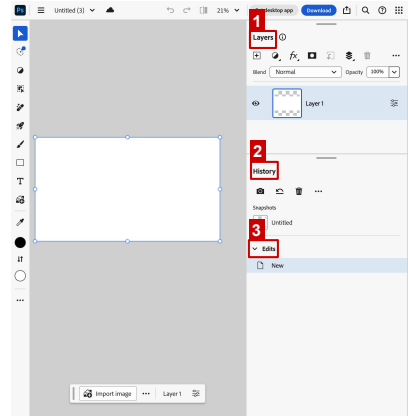 Ps
Untitled (3)
21%
desktop app
Download
1
Layers
Blend
Normal
Opacity
100%
Layer 1
2
History
Snapshots
Untitled
3
Edits
New
T
Import image
Layer 1